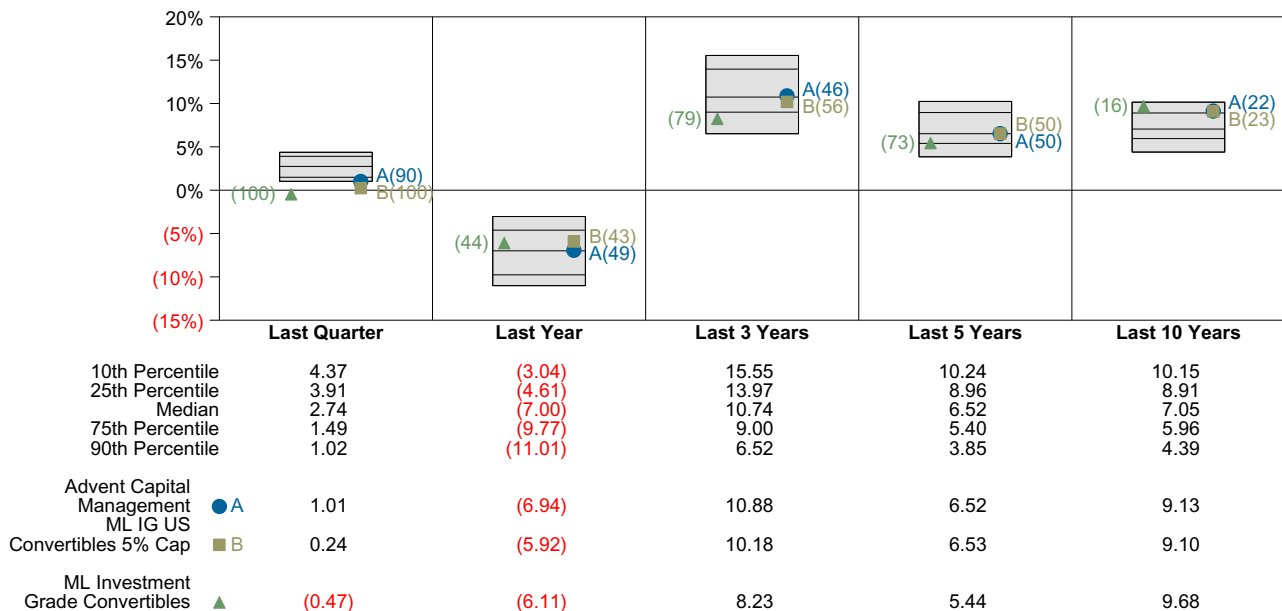 20%
15%
10%
5%
0%
(5%)
(10%)
(15%)
(100)
A(90)
B(100)
(44)
B(43)
A(49)
(79)
A(46)
B(56)
(73)
B(50)
A(50)
(16)
A(22)
B(23)
Last Quarter Last Year Last 3 Years Last 5 Years Last 10 Years
10th Percentile 4.37 (3.04) 15.55 10.24 10.15
25th Percentile 3.91 (4.61) 13.97 8.96 8.91
Median 2.74 (7.00) 10.74 6.52 7.05
75th Percentile 1.49 (9.77) 9.00 5.40 5.96
90th Percentile 1.02 (11.01) 6.52 3.85 4.39
Advent Capital
Management A 1.01 (6.94) 10.88 6.52 9.13
ML IG US
Convertibles 5% Cap B 0.24 (5.92) 10.18 6.53 9.10
ML Investment
Grade Convertibles (0.47) (6.11) 8.23 5.44 9.68